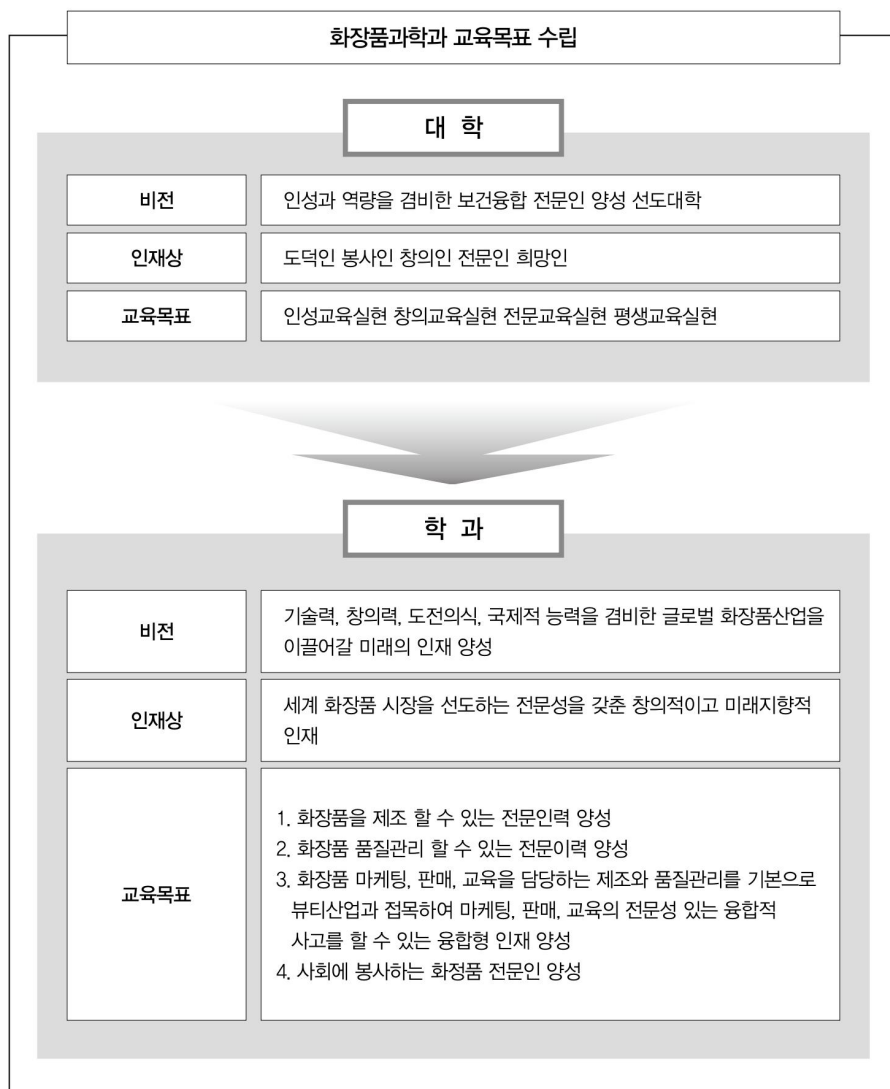 화장품과학과 교육목표 수립
대 학
비전
인성과 역량을 겸비한 보건융합 전문인 양성 선도대학
인재상
도덕인 봉사인 창의인 전문인 희망인
교육목표
인성교육실현 창의교육실현 전문교육실현 평생교육실현
학 과
비전
기술력, 창의력, 도전의식, 국제적 능력을 겸비한 글로벌 화장품산업을
이끌어갈 미래의 인재 양성
인재상
세계 화장품 시장을 선도하는 전문성을 갖춘 창의적이고 미래지향적
인재
교육목표
1. 화장품을 제조 할 수 있는 전문인력 양성
2. 화장품 품질관리 할 수 있는 전문이력 양성
3. 화장품 마케팅, 판매, 교육을 담당하는 제조와 품질관리를 기본으로
뷰티산업과 접목하여 마케팅, 판매, 교육의 전문성 있는 융합적
사고를 할 수 있는 융합형 인재 양성
4. 사회에 봉사하는 화정품 전문인 양성